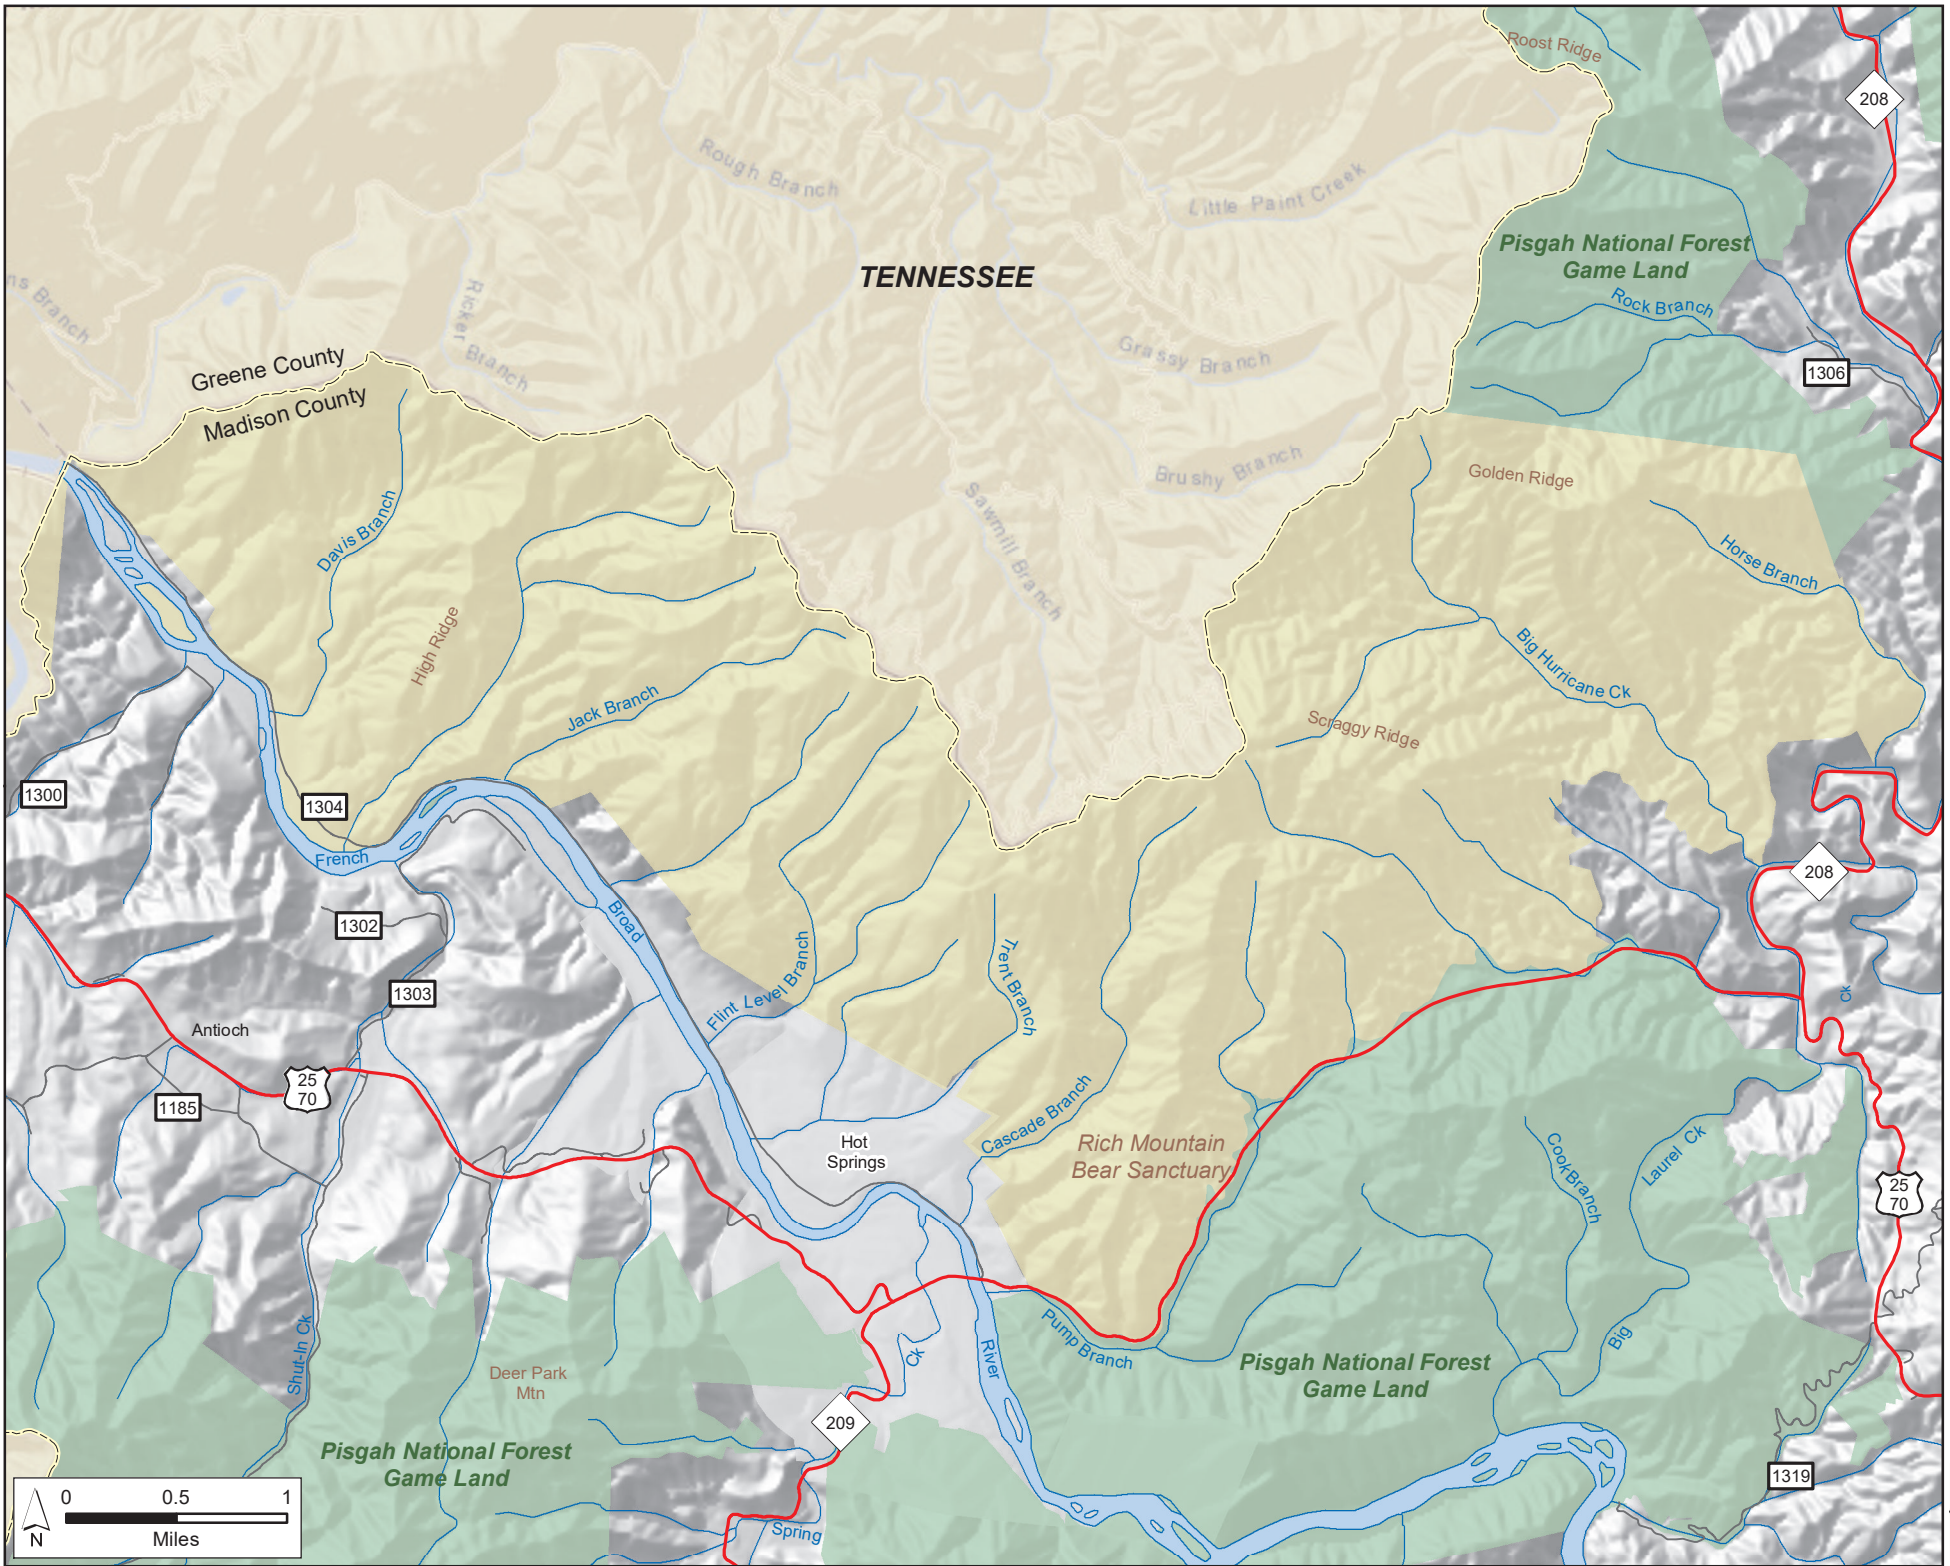 Roost Ridge
208
Rough Branch
Little Paint Creek
Pisgah National Forest
Game Land
TENNESSEE
ns Branch
Ricker Branch
Rock Branch
Greene County
Grassy Branch
1306
Madison County
Brushy Branch
Golden Ridge
Sawmill Branch
Davis Branch
Horse Branch
High Ridge
Big Hurricane Ck
Jack Branch
Scraggy Ridge
1300
1304
French
208
Broad
1302
Flint Level Branch
Trent Branch
1303
Ck
Antioch
25
70
1185
Cascade Branch
Hot
Springs
Rich Mountain
Bear Sanctuary
Cook Branch
Laurel Ck
25
70
Shut-In Ck
Pump Branch
River
Ck
Big
Deer Park
Mtn
Pisgah National Forest
Game Land
209
Pisgah National Forest
Game Land
1319
0 0.5 1
Miles
N
Spring